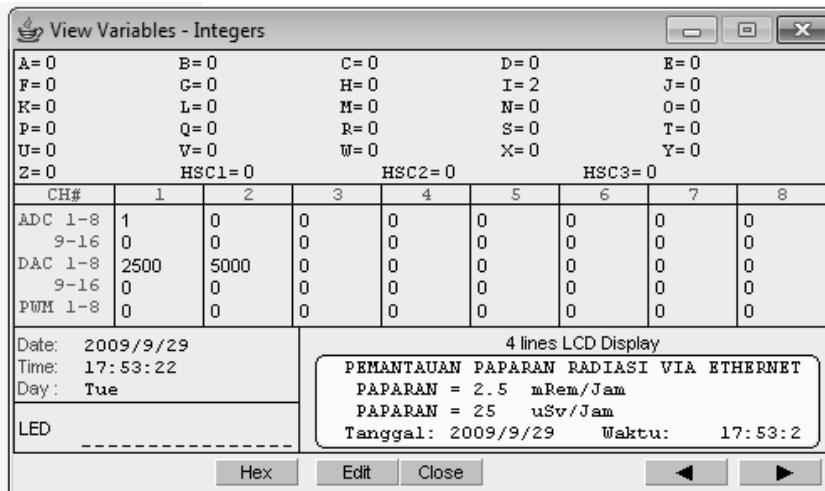 View Variables - Integers
A= 0 B= 0 C= 0 D= 0 E= 0
F= 0 G= 0 H= 0 I= 2 J= 0
K= 0 L= 0 M= 0 N= 0 O= 0
P= 0 Q= 0 R= 0 S= 0 T= 0
U= 0 V= 0 W= 0 X= 0 Y= 0
Z= 0 HSC1= 0 HSC2= 0 HSC3= 0
CH# 1 2 3 4 5 6 7 8
ADC 1-8 1 0 0 0 0 0 0 0
9-16 0 0 0 0 0 0 0 0
DAC 1-8 2500 5000 0 0 0 0 0 0
9-16 0 0 0 0 0 0 0 0
PWM 1-8 0 0 0 0 0 0 0 0
Date: 2009/9/29
Time: 17:53:22
Day : Tue
LED
4 lines LCD Display
PEMANTAUAN PAPARAN RADIASI VIA ETHERNET
PAPARAN = 2.5 mRem/Jam
PAPARAN = 25 uSv/Jam
Tanggal: 2009/9/29 Waktu: 17:53:2
Hex Edit Close